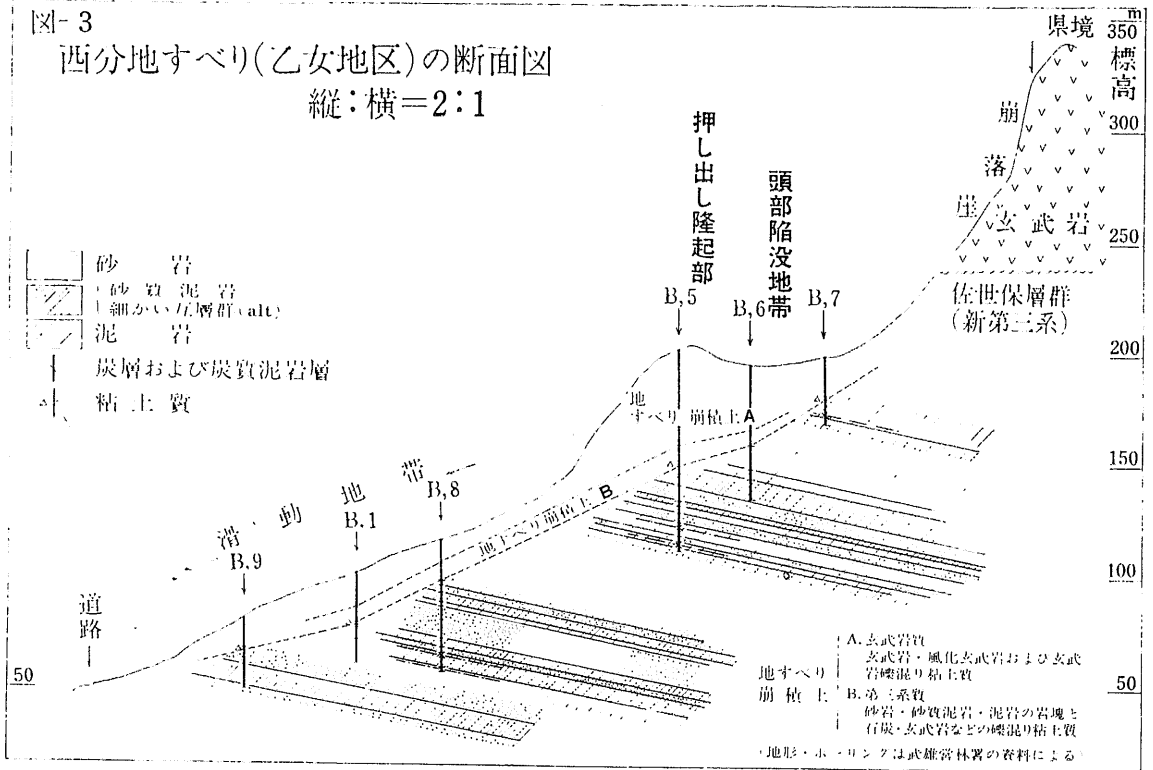 図-3
西分地すべり(乙女地区)の断面図
縦:横=2:1
県境
m
350
標高
300
250
200
150
100
50
崩落崖
玄武岩
佐世保層群
(新第三系)
押し出し隆起部
頭部陥没地帯
B,5
B,6
B,7
砂岩
砂質泥岩
細かい互層群(alt)
泥岩
炭層および炭質泥岩層
粘土質
地すべり崩積土A
地すべり崩積土B
滑動地帯
B,8
B.1
B.9
道路
50
地すべり崩積土
A.玄武岩質
玄武岩・風化玄武岩および玄武
岩礫混り粘土質
B.第三系質
砂岩・砂質泥岩・泥岩の岩塊と
石炭・玄武岩などの礫混り粘土質
(地形・ボーリングは武雄営林署の資料による)